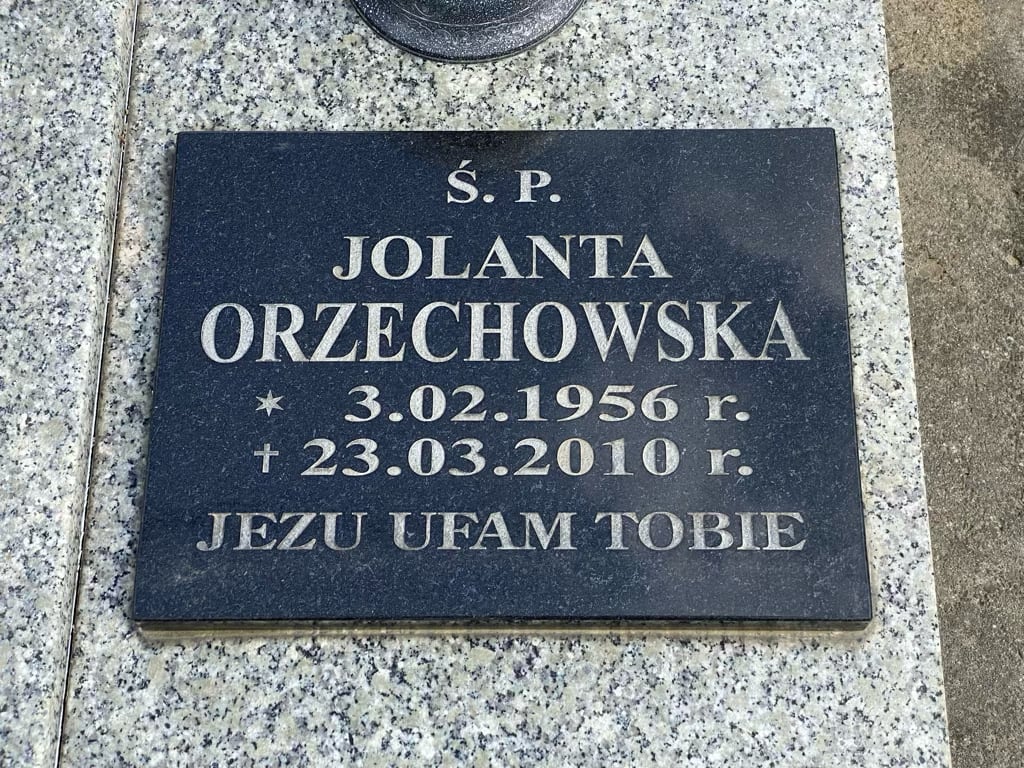 Ś. P.
JOLANTA
ORZECHOWSKA
* 3.02.1956 r.
† 23.03.2010 r.
JEZU UFAM TOBIE